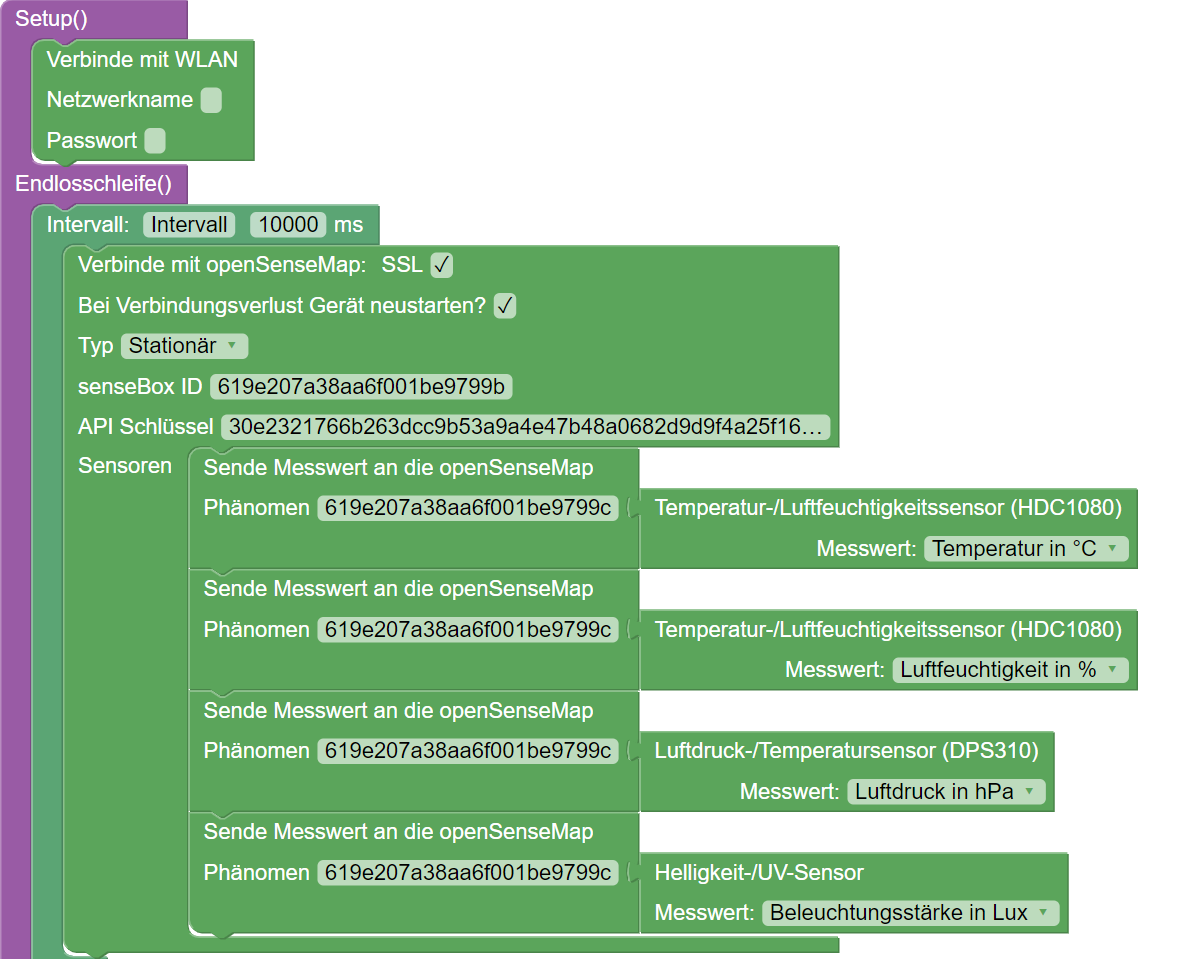 Setup()
Verbinde mit WLAN
Netzwerkname
Passwort
Endlosschleife()
Intervall: Intervall 10000 ms
Verbinde mit openSenseMap: SSL ✓
Bei Verbindungsverlust Gerät neustarten? ✓
Typ Stationär
senseBox ID 619e207a38aa6f001be9799b
API Schlüssel 30e2321766b263dcc9b53a9a4e47b48a0682d9d9f4a25f16...
Sensoren Sende Messwert an die openSenseMap
Phänomen 619e207a38aa6f001be9799c Temperatur-/Luftfeuchtigkeitssensor (HDC1080)
Messwert: Temperatur in °C
Sende Messwert an die openSenseMap
Phänomen 619e207a38aa6f001be9799c Temperatur-/Luftfeuchtigkeitssensor (HDC1080)
Messwert: Luftfeuchtigkeit in %
Sende Messwert an die openSenseMap
Phänomen 619e207a38aa6f001be9799c Luftdruck-/Temperatursensor (DPS310)
Messwert: Luftdruck in hPa
Sende Messwert an die openSenseMap
Phänomen 619e207a38aa6f001be9799c Helligkeit-/UV-Sensor
Messwert: Beleuchtungsstärke in Lux